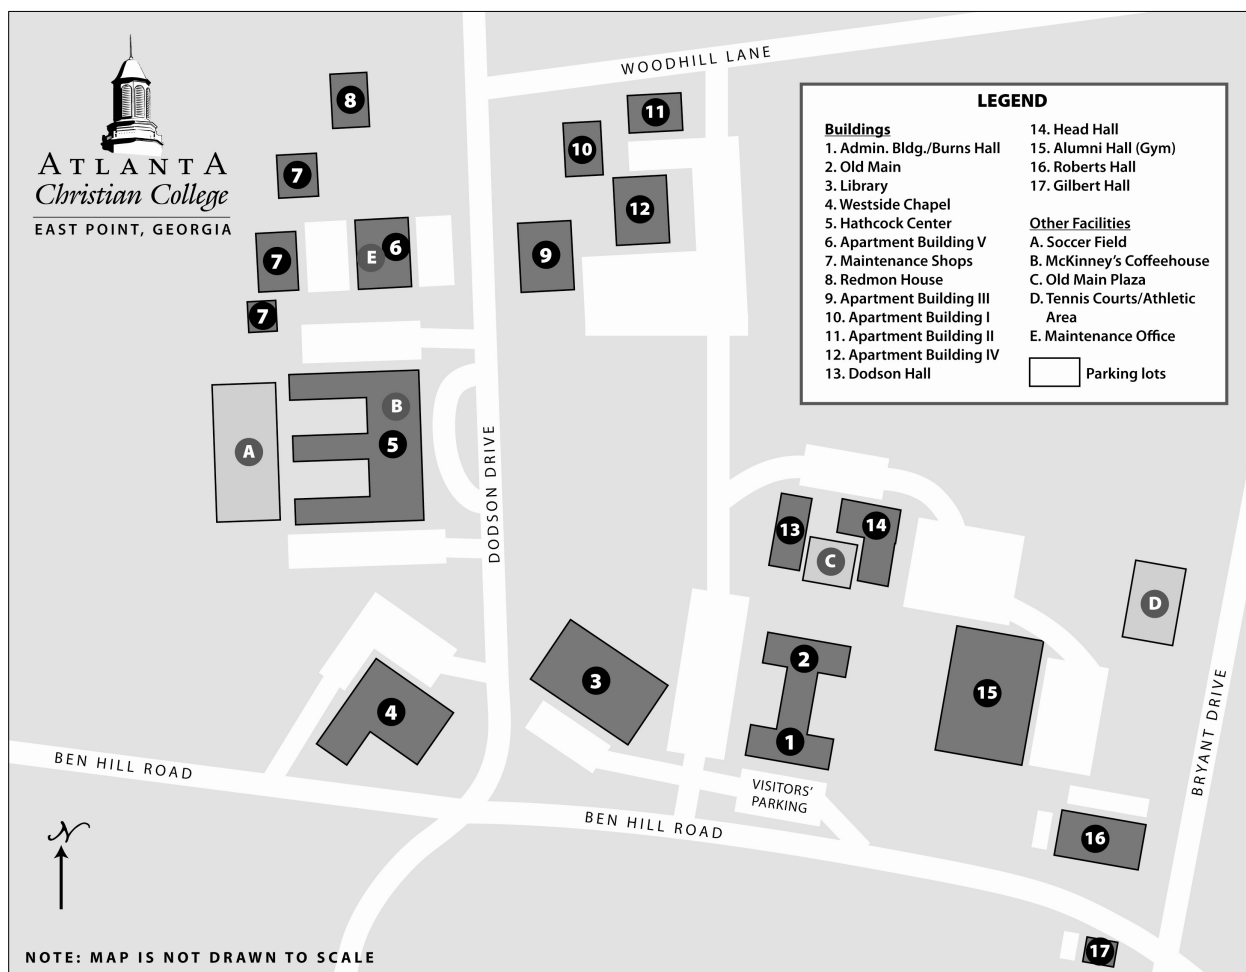 ATLANTA
Christian College
EAST POINT, GEORGIA
WOODHILL LANE
LEGEND
Buildings
1. Admin. Bldg./Burns Hall
2. Old Main
3. Library
4. Westside Chapel
5. Hathcock Center
6. Apartment Building V
7. Maintenance Shops
8. Redmon House
9. Apartment Building III
10. Apartment Building I
11. Apartment Building II
12. Apartment Building IV
13. Dodson Hall
14. Head Hall
15. Alumni Hall (Gym)
16. Roberts Hall
17. Gilbert Hall
Other Facilities
A. Soccer Field
B. McKinney's Coffeehouse
C. Old Main Plaza
D. Tennis Courts/Athletic
Area
E. Maintenance Office
Parking lots
8
11
10
7
12
E
6
9
7
7
B
A
5
DODSON DRIVE
13
14
C
D
2
3
15
4
1
BRYANT DRIVE
BEN HILL ROAD
VISITORS'
PARKING
BEN HILL ROAD
16
N
17
NOTE: MAP IS NOT DRAWN TO SCALE